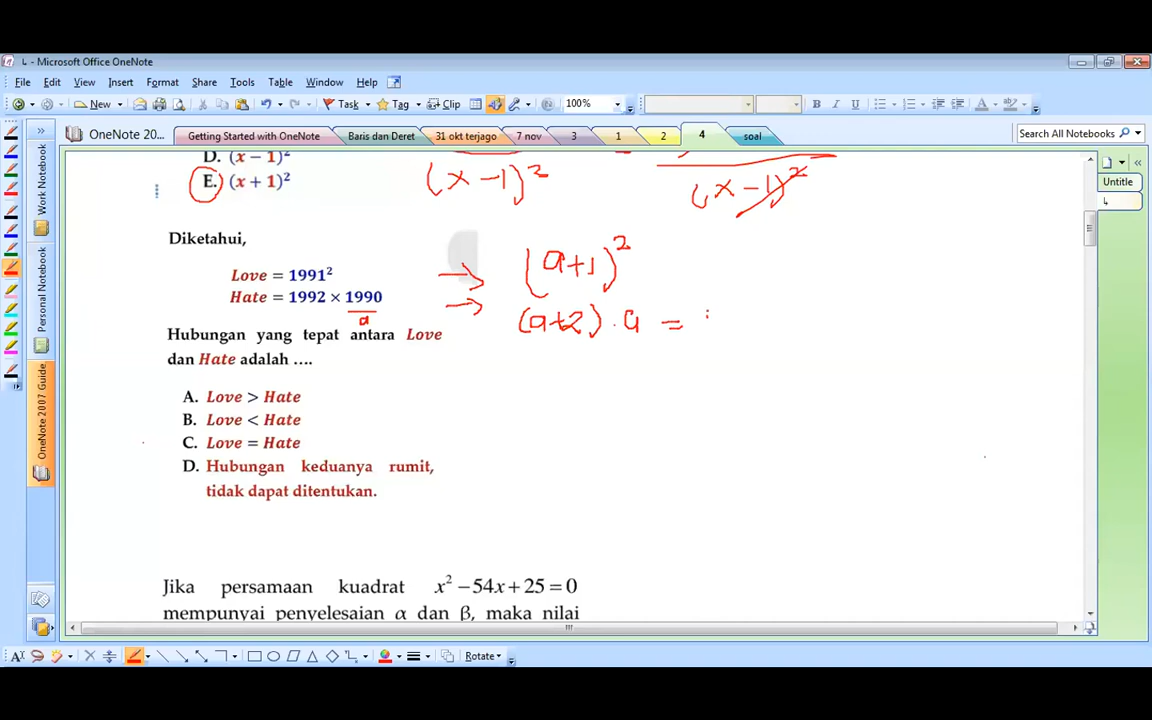 L - Microsoft Office OneNote
File Edit View Insert Format Share Tools Table Window Help
New Task Tag Clip 100% B I U
OneNote 20... Getting Started with OneNote Baris dan Deret 31 okt terjago 7 nov 3 1 2 4 soal Search All Notebooks
Work Notebook
Personal Notebook
OneNote 2007 Guide
Untitle
D. (x − 1)²
E. (x + 1)²
(x − 1)²
(x − 1)²
Diketahui,
Love = 1991²
Hate = 1992 × 1990
a
→ (a+1)²
→ (a+2) . a =
Hubungan yang tepat antara Love
dan Hate adalah ....
A. Love > Hate
B. Love < Hate
C. Love = Hate
D. Hubungan keduanya rumit,
tidak dapat ditentukan.
Jika persamaan kuadrat x² −54x+25=0
mempunyai penyelesaian α dan β, maka nilai
A Rotate